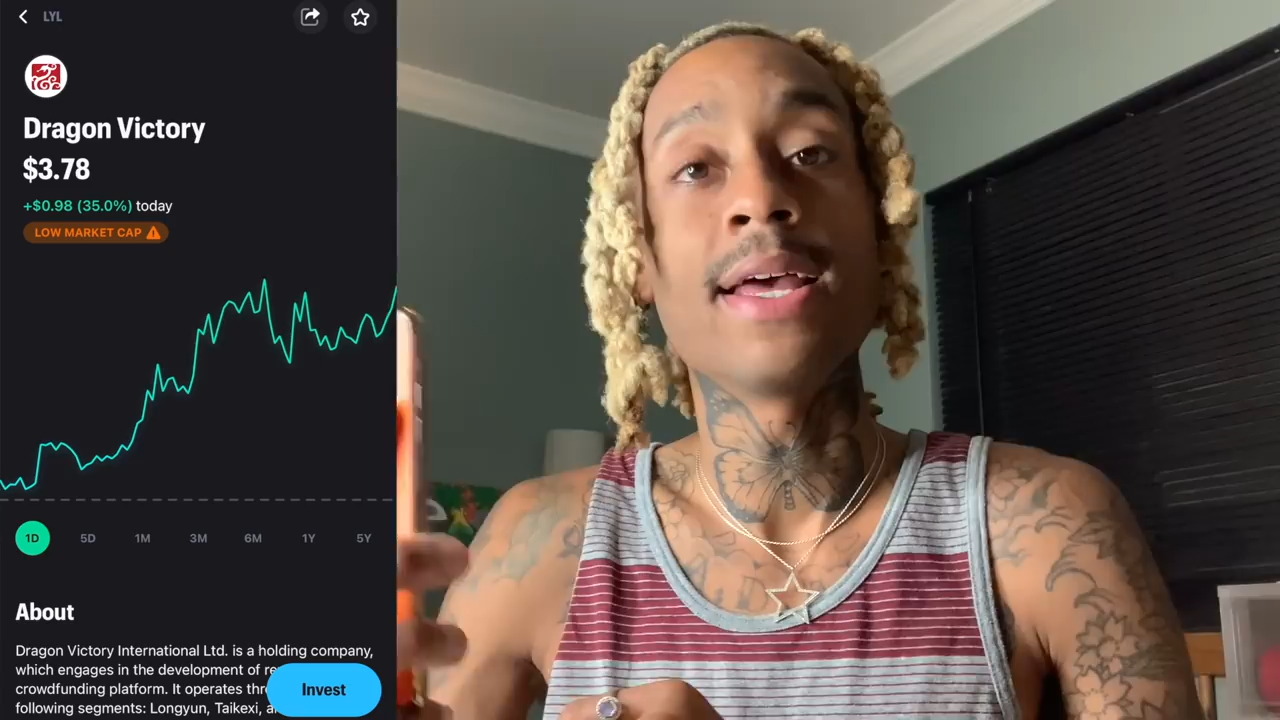 LYL
Dragon Victory
$3.78
+$0.98 (35.0%) today
LOW MARKET CAP
1D 5D 1M 3M 6M 1Y 5Y
About
Dragon Victory International Ltd. is a holding company,
which engages in the development of
crowdfunding platform. It operates
following segments: Longyun, Taikexi,
Invest